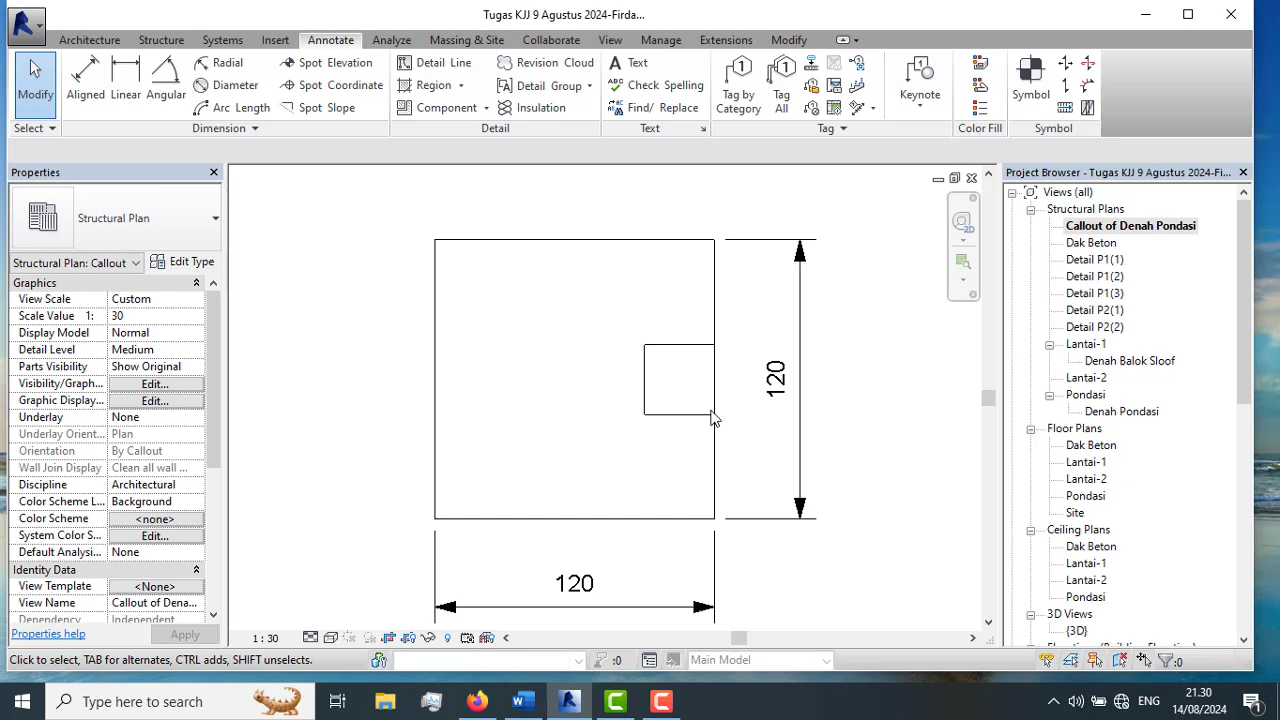 Tugas KJJ 9 Agustus 2024-Firda...
Architecture Structure Systems Insert Annotate Analyze Massing & Site Collaborate View Manage Extensions Modify
Modify Aligned Linear Angular Radial Spot Elevation Detail Line Revision Cloud Text Tag by Category Tag All Keynote Symbol
Diameter Spot Coordinate Region Detail Group Check Spelling
Arc Length Spot Slope Component Insulation Find/ Replace
Select Dimension Detail Text Tag Color Fill Symbol
Properties
Structural Plan
Structural Plan: Callout Edit Type
Graphics
View Scale Custom
Scale Value 1: 30
Display Model Normal
Detail Level Medium
Parts Visibility Show Original
Visibility/Graph... Edit...
Graphic Display... Edit...
Underlay None
Underlay Orient... Plan
Orientation By Callout
Wall Join Display Clean all wall ...
Discipline Architectural
Color Scheme L... Background
Color Scheme <none>
System Color S... Edit...
Default Analysi... None
Identity Data
View Template <None>
View Name Callout of Dena...
Dependency Independent
Properties help Apply
2D
120
120
Project Browser - Tugas KJJ 9 Agustus 2024-Fi...
Views (all)
Structural Plans
Callout of Denah Pondasi
Dak Beton
Detail P1(1)
Detail P1(2)
Detail P1(3)
Detail P2(1)
Detail P2(2)
Lantai-1
Denah Balok Sloof
Lantai-2
Pondasi
Denah Pondasi
Floor Plans
Dak Beton
Lantai-1
Lantai-2
Pondasi
Site
Ceiling Plans
Dak Beton
Lantai-1
Lantai-2
Pondasi
3D Views
{3D}
1 : 30
Click to select, TAB for alternates, CTRL adds, SHIFT unselects.
:0 Main Model :0
Type here to search
ENG
21.30
14/08/2024
1